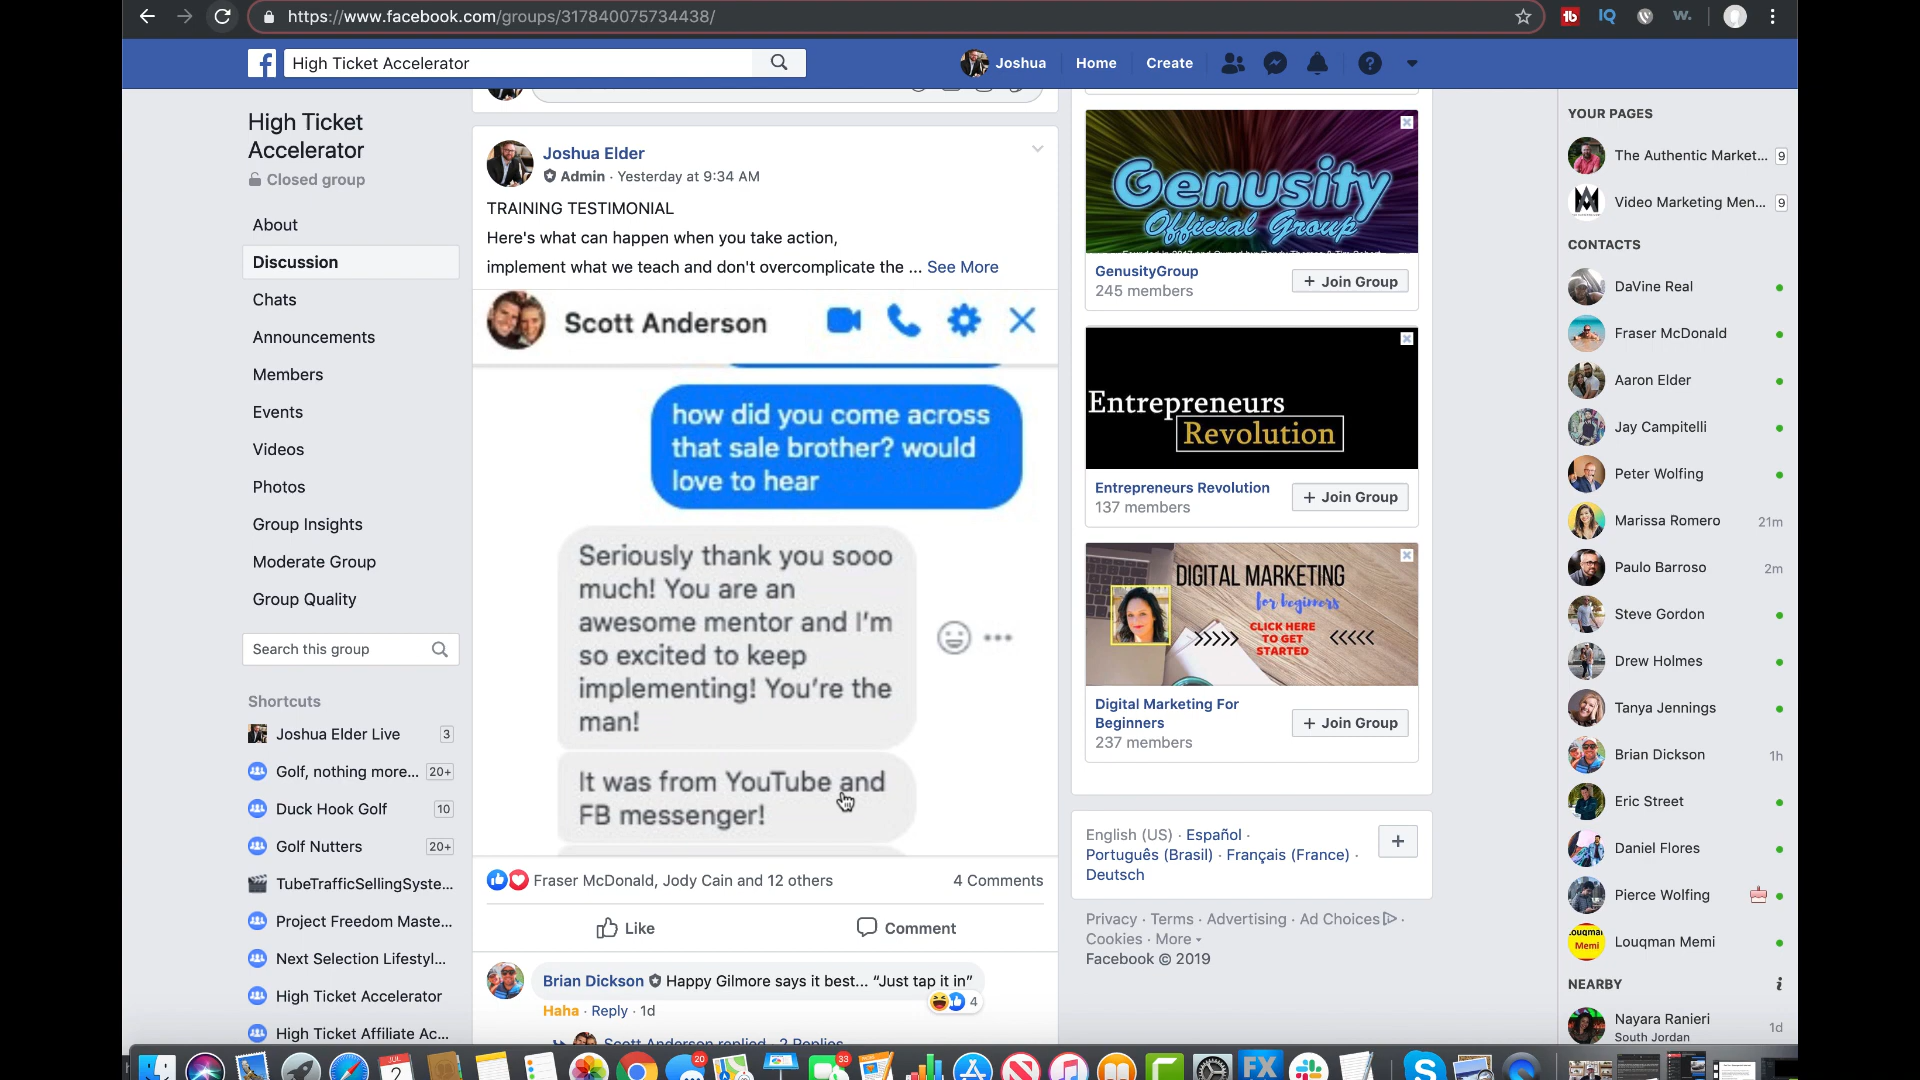 https://www.facebook.com/groups/317840075734438/
High Ticket Accelerator
Joshua
Home
Create
High Ticket
Accelerator
Closed group
About
Discussion
Chats
Announcements
Members
Events
Videos
Photos
Group Insights
Moderate Group
Group Quality
Search this group
Shortcuts
Joshua Elder Live 3
Golf, nothing more... 20+
Duck Hook Golf 10
Golf Nutters 20+
TubeTrafficSellingSyste...
Project Freedom Maste...
Next Selection Lifestyl...
High Ticket Accelerator
High Ticket Affiliate Ac...
Joshua Elder
Admin · Yesterday at 9:34 AM
TRAINING TESTIMONIAL
Here's what can happen when you take action,
implement what we teach and don't overcomplicate the ... See More
Scott Anderson
how did you come across
that sale brother? would
love to hear
Seriously thank you sooo
much! You are an
awesome mentor and I'm
so excited to keep
implementing! You're the
man!
It was from YouTube and
FB messenger!
Fraser McDonald, Jody Cain and 12 others
4 Comments
Like
Comment
Brian Dickson Happy Gilmore says it best... “Just tap it in”
4
Haha · Reply · 1d
Scott Anderson replied · 2 Replies
Genusity
Official Group
GenusityGroup
245 members
+ Join Group
Entrepreneurs
Revolution
Entrepreneurs Revolution
137 members
+ Join Group
DIGITAL MARKETING
for beginners
CLICK HERE
TO GET
STARTED
Digital Marketing For
Beginners
237 members
+ Join Group
English (US) · Español ·
Português (Brasil) · Français (France) ·
Deutsch
Privacy · Terms · Advertising · Ad Choices ·
Cookies · More
Facebook © 2019
YOUR PAGES
The Authentic Market... 9
Video Marketing Men... 9
CONTACTS
DaVine Real
Fraser McDonald
Aaron Elder
Jay Campitelli
Peter Wolfing
Marissa Romero 21m
Paulo Barroso 2m
Steve Gordon
Drew Holmes
Tanya Jennings
Brian Dickson 1h
Eric Street
Daniel Flores
Pierce Wolfing
Louqman Memi
NEARBY
Nayara Ranieri 1d
South Jordan
JUL
2
20
33
FX